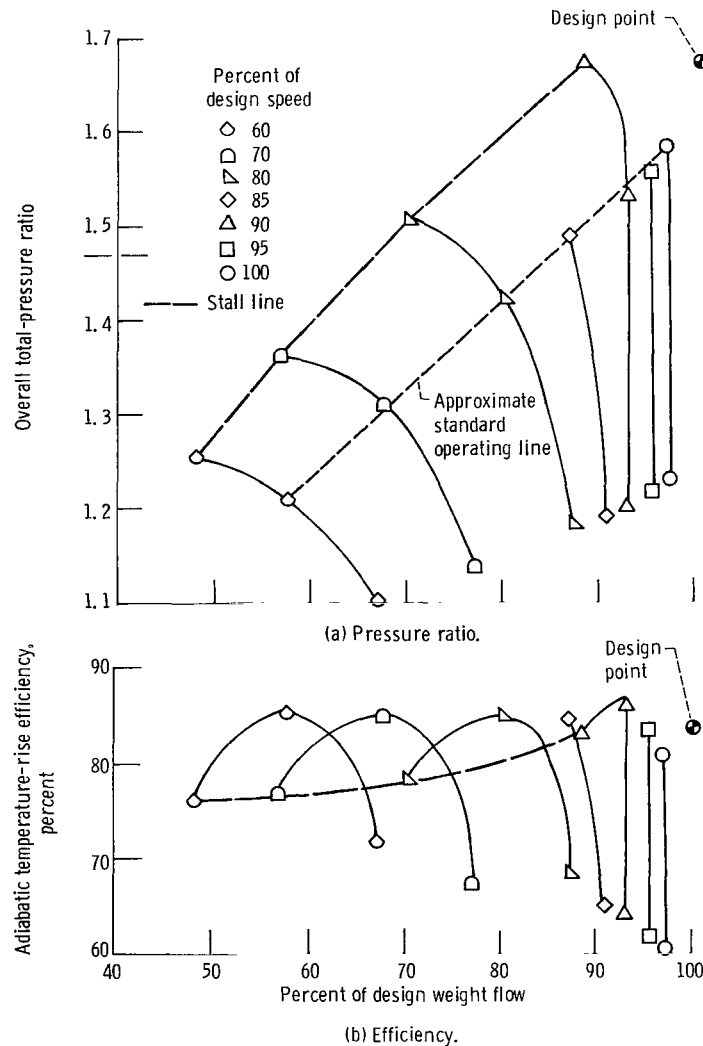 Design point
1.7
Percent of
design speed
60
70
80
85
90
95
100
Stall line
1.6
1.5
1.4
1.3
1.2
1.1
Overall total-pressure ratio
Approximate
standard
operating line
(a) Pressure ratio.
Design
point
90
80
70
60
Adiabatic temperature-rise efficiency,
percent
40
50
60
70
80
90
100
Percent of design weight flow
(b) Efficiency.